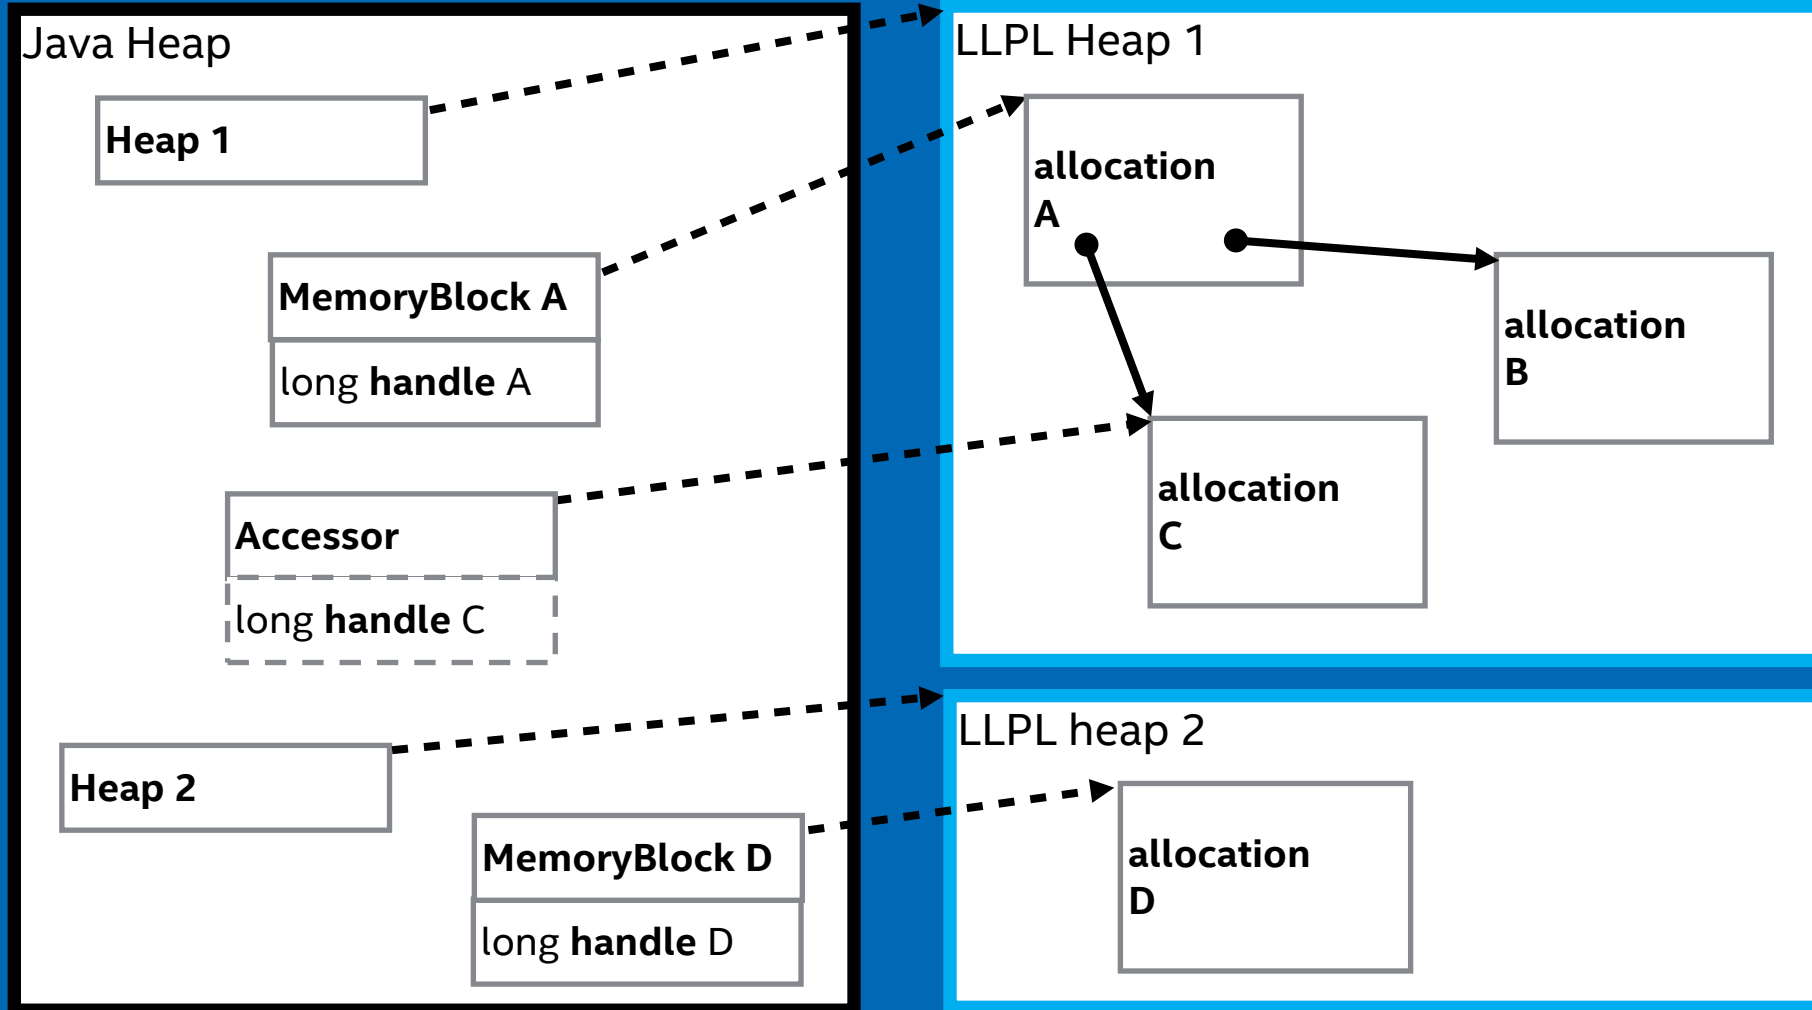 Java Heap
Heap 1
MemoryBlock A
long handle A
Accessor
long handle C
Heap 2
MemoryBlock D
long handle D
LLPL Heap 1
allocation
A
allocation
B
allocation
C
LLPL heap 2
allocation
D